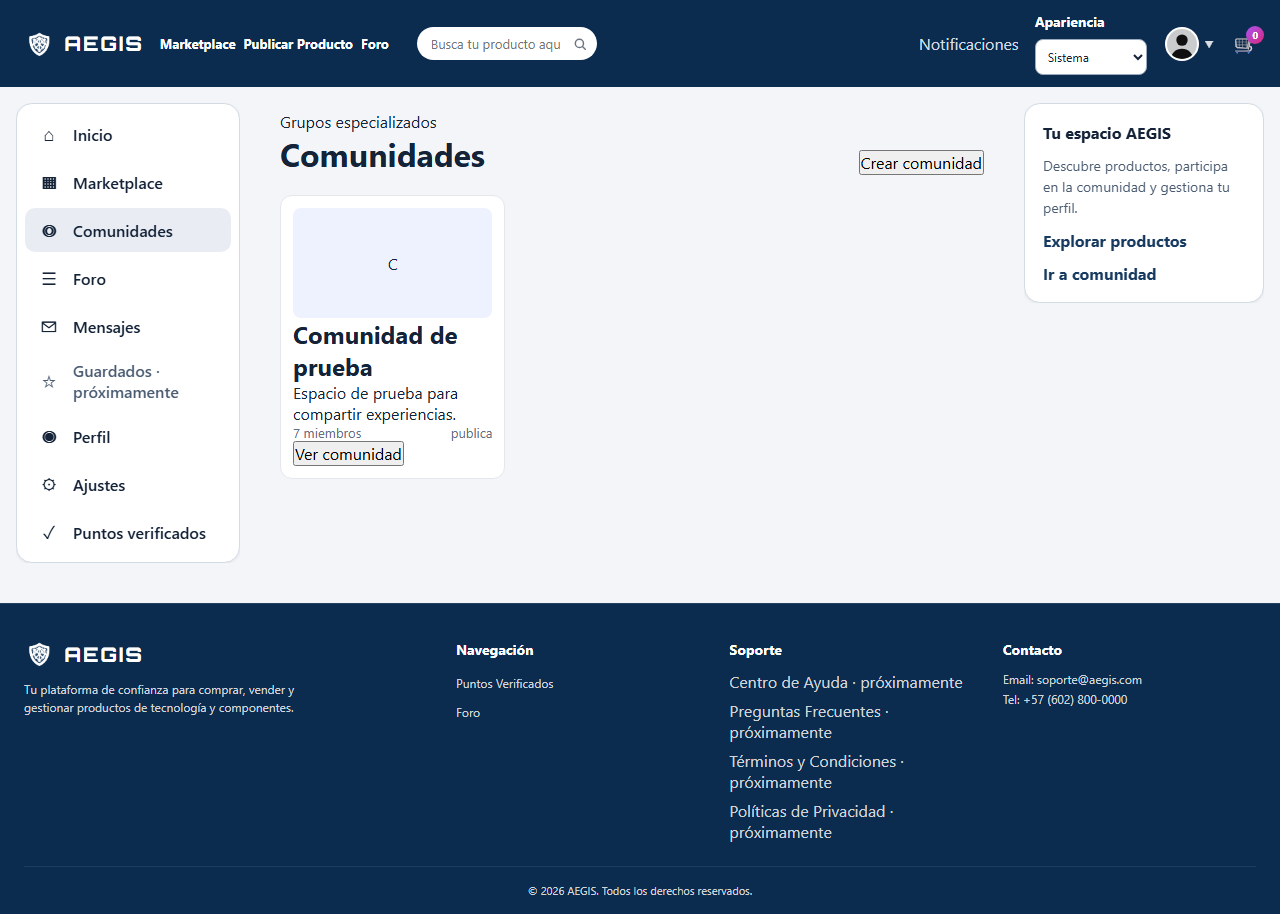 AEGIS
Marketplace Publicar Producto Foro
Busca tu producto aqu
Notificaciones
Apariencia
Sistema
0
Inicio
Marketplace
Comunidades
Foro
Mensajes
Guardados ·
próximamente
Perfil
Ajustes
Puntos verificados
Grupos especializados
Comunidades
Crear comunidad
C
Comunidad de
prueba
Espacio de prueba para
compartir experiencias.
7 miembros publica
Ver comunidad
Tu espacio AEGIS
Descubre productos, participa
en la comunidad y gestiona tu
perfil.
Explorar productos
Ir a comunidad
AEGIS
Tu plataforma de confianza para comprar, vender y
gestionar productos de tecnología y componentes.
Navegación
Puntos Verificados
Foro
Soporte
Centro de Ayuda · próximamente
Preguntas Frecuentes ·
próximamente
Términos y Condiciones ·
próximamente
Políticas de Privacidad ·
próximamente
Contacto
Email: soporte@aegis.com
Tel: +57 (602) 800-0000
© 2026 AEGIS. Todos los derechos reservados.